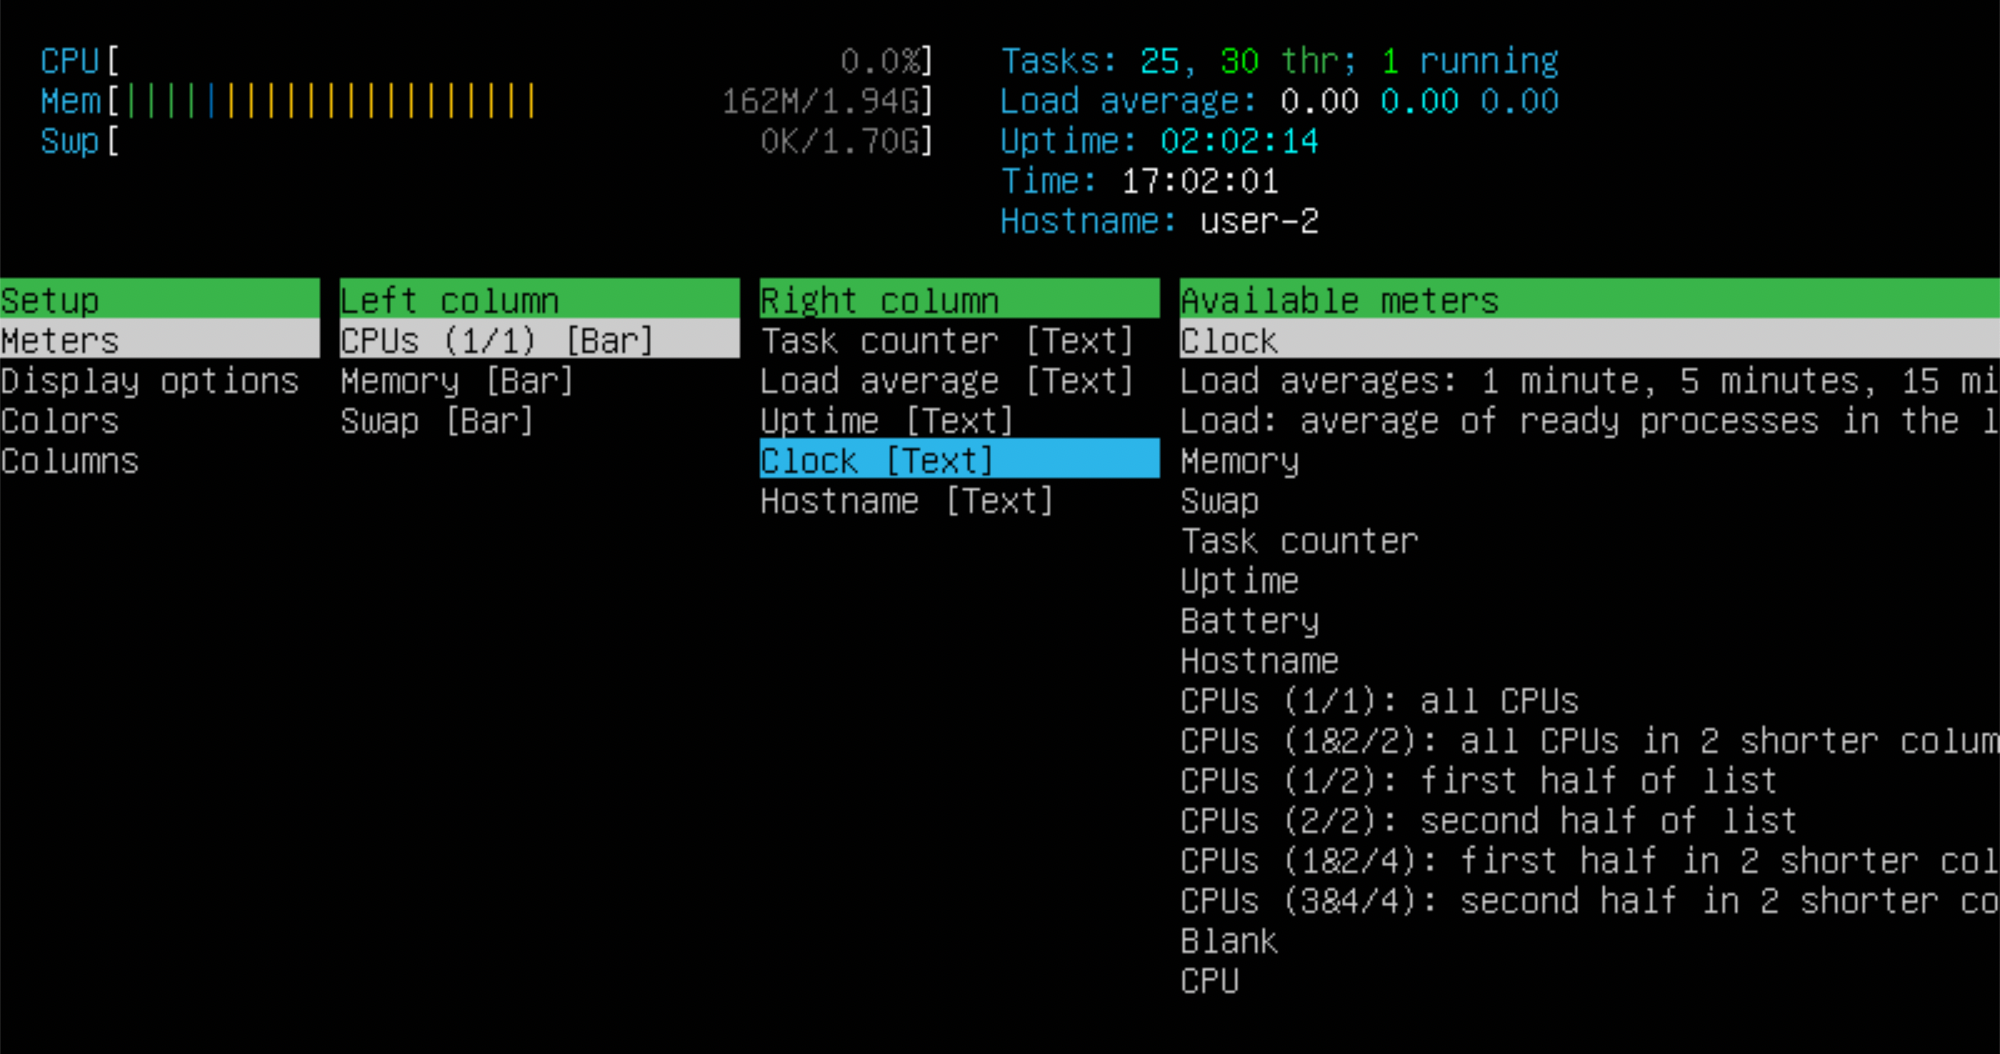 CPU[ 0.0%]
Mem[||||||||||||||||||||| 162M/1.94G]
Swp[ 0K/1.70G]
Tasks: 25, 30 thr; 1 running
Load average: 0.00 0.00 0.00
Uptime: 02:02:14
Time: 17:02:01
Hostname: user-2
Setup
Meters
Display options
Colors
Columns
Left column
CPUs (1/1) [Bar]
Memory [Bar]
Swap [Bar]
Right column
Task counter [Text]
Load average [Text]
Uptime [Text]
Clock [Text]
Hostname [Text]
Available meters
Clock
Load averages: 1 minute, 5 minutes, 15 mi
Load: average of ready processes in the l
Memory
Swap
Task counter
Uptime
Battery
Hostname
CPUs (1/1): all CPUs
CPUs (1&2/2): all CPUs in 2 shorter colum
CPUs (1/2): first half of list
CPUs (2/2): second half of list
CPUs (1&2/4): first half in 2 shorter col
CPUs (3&4/4): second half in 2 shorter co
Blank
CPU